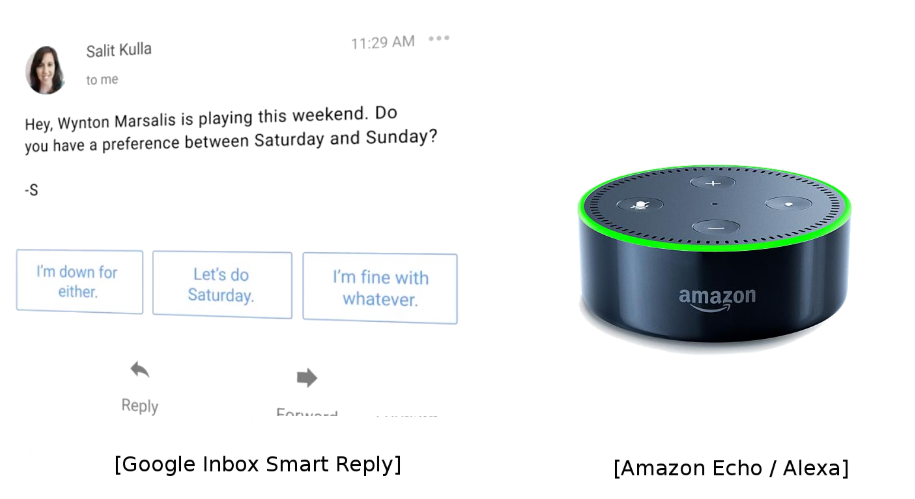 Salit Kulla
11:29 AM
to me
Hey, Wynton Marsalis is playing this weekend. Do
you have a preference between Saturday and Sunday?
-S
I'm down for
either.
Let's do
Saturday.
I'm fine with
whatever.
Reply
Forward
amazon
[Google Inbox Smart Reply]
[Amazon Echo / Alexa]